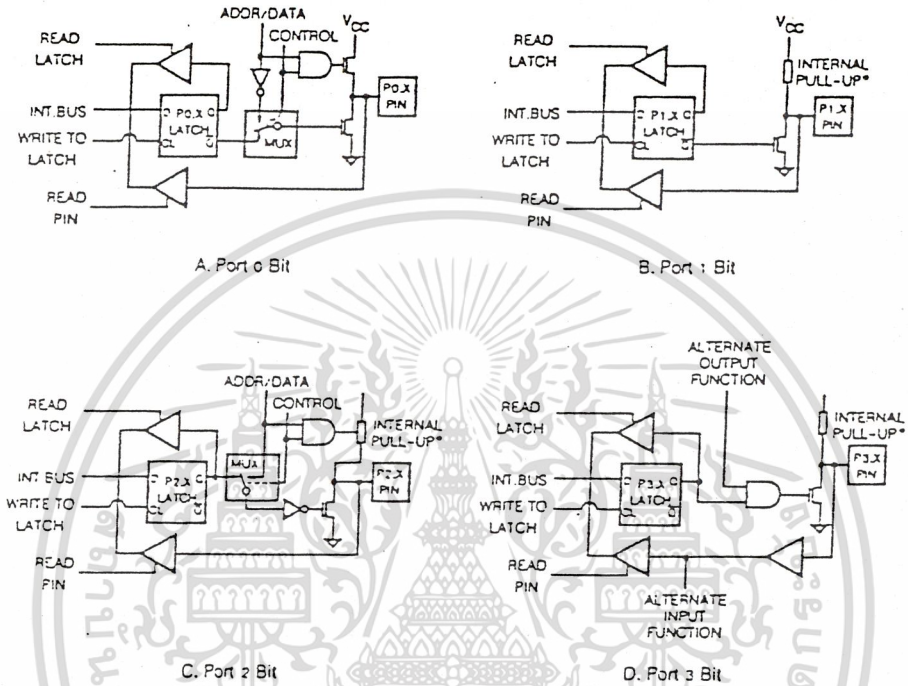 ADDR/DATA
CONTROL
VCC
READ
LATCH
INT.BUS
WRITE TO
LATCH
READ
PIN
D P0.X Q
LATCH
CL Q
MUX
P0.X
PIN
A. Port 0 Bit
VCC
READ
LATCH
INTERNAL
PULL-UP*
INT.BUS
WRITE TO
LATCH
READ
PIN
D P1.X Q
LATCH
CL Q
P1.X
PIN
B. Port 1 Bit
ADDR/DATA
CONTROL
READ
LATCH
INTERNAL
PULL-UP*
INT.BUS
WRITE TO
LATCH
READ
PIN
D P2.X Q
LATCH
CL Q
MUX
P2.X
PIN
C. Port 2 Bit
ALTERNATE
OUTPUT
FUNCTION
READ
LATCH
INTERNAL
PULL-UP*
INT.BUS
WRITE TO
LATCH
READ
PIN
D P3.X Q
LATCH
CL Q
P3.X
PIN
ALTERNATE
INPUT
FUNCTION
D. Port 3 Bit